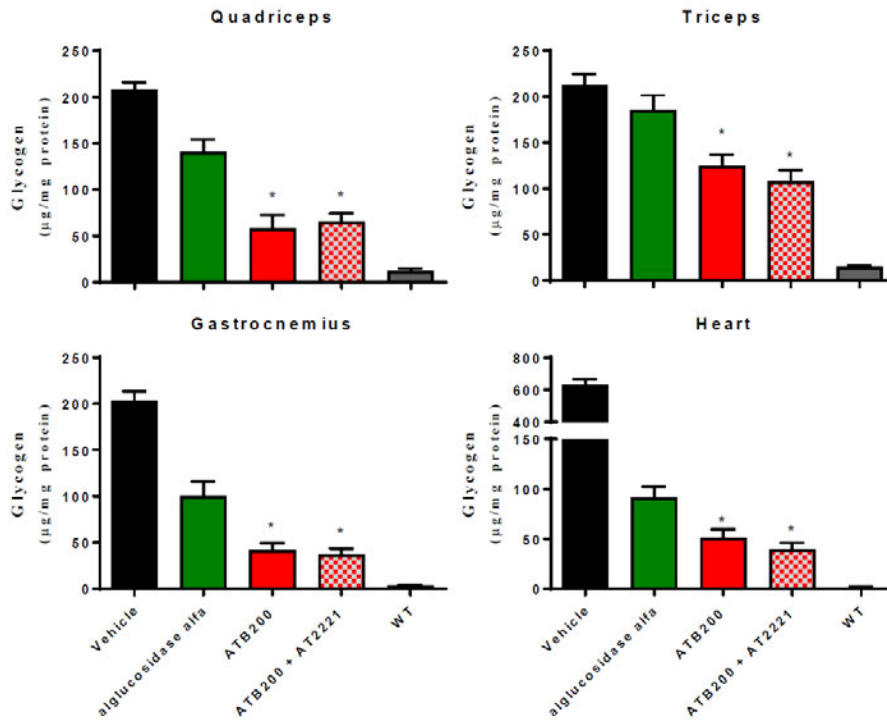 Quadriceps
Glycogen
(µg/mg protein)
250
200
150
100
50
0
*
*
Triceps
Glycogen
(µg/mg protein)
250
200
150
100
50
0
*
*
Gastrocnemius
Glycogen
(µg/mg protein)
250
200
150
100
50
0
*
*
Vehicle
alglucosidase alfa
ATB200
ATB200 + AT2221
WT
Heart
Glycogen
(µg/mg protein)
800
600
400
150
100
50
0
*
*
Vehicle
alglucosidase alfa
ATB200
ATB200 + AT2221
WT